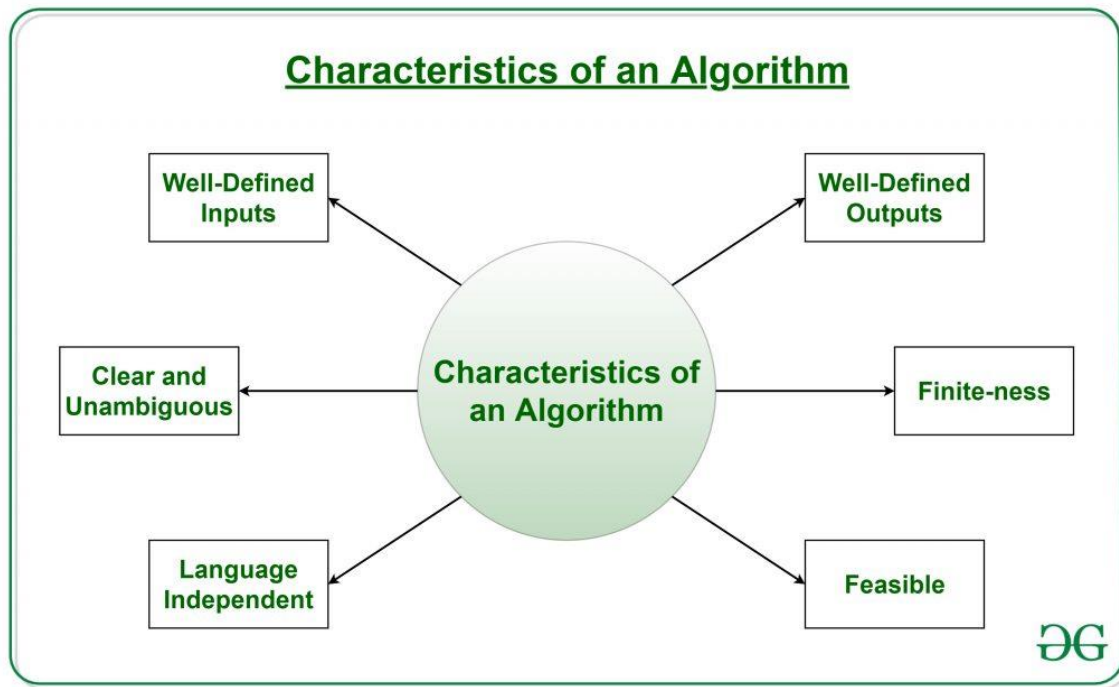 Characteristics of an Algorithm
Well-Defined
Inputs
Well-Defined
Outputs
Clear and
Unambiguous
Characteristics of
an Algorithm
Finite-ness
Language
Independent
Feasible